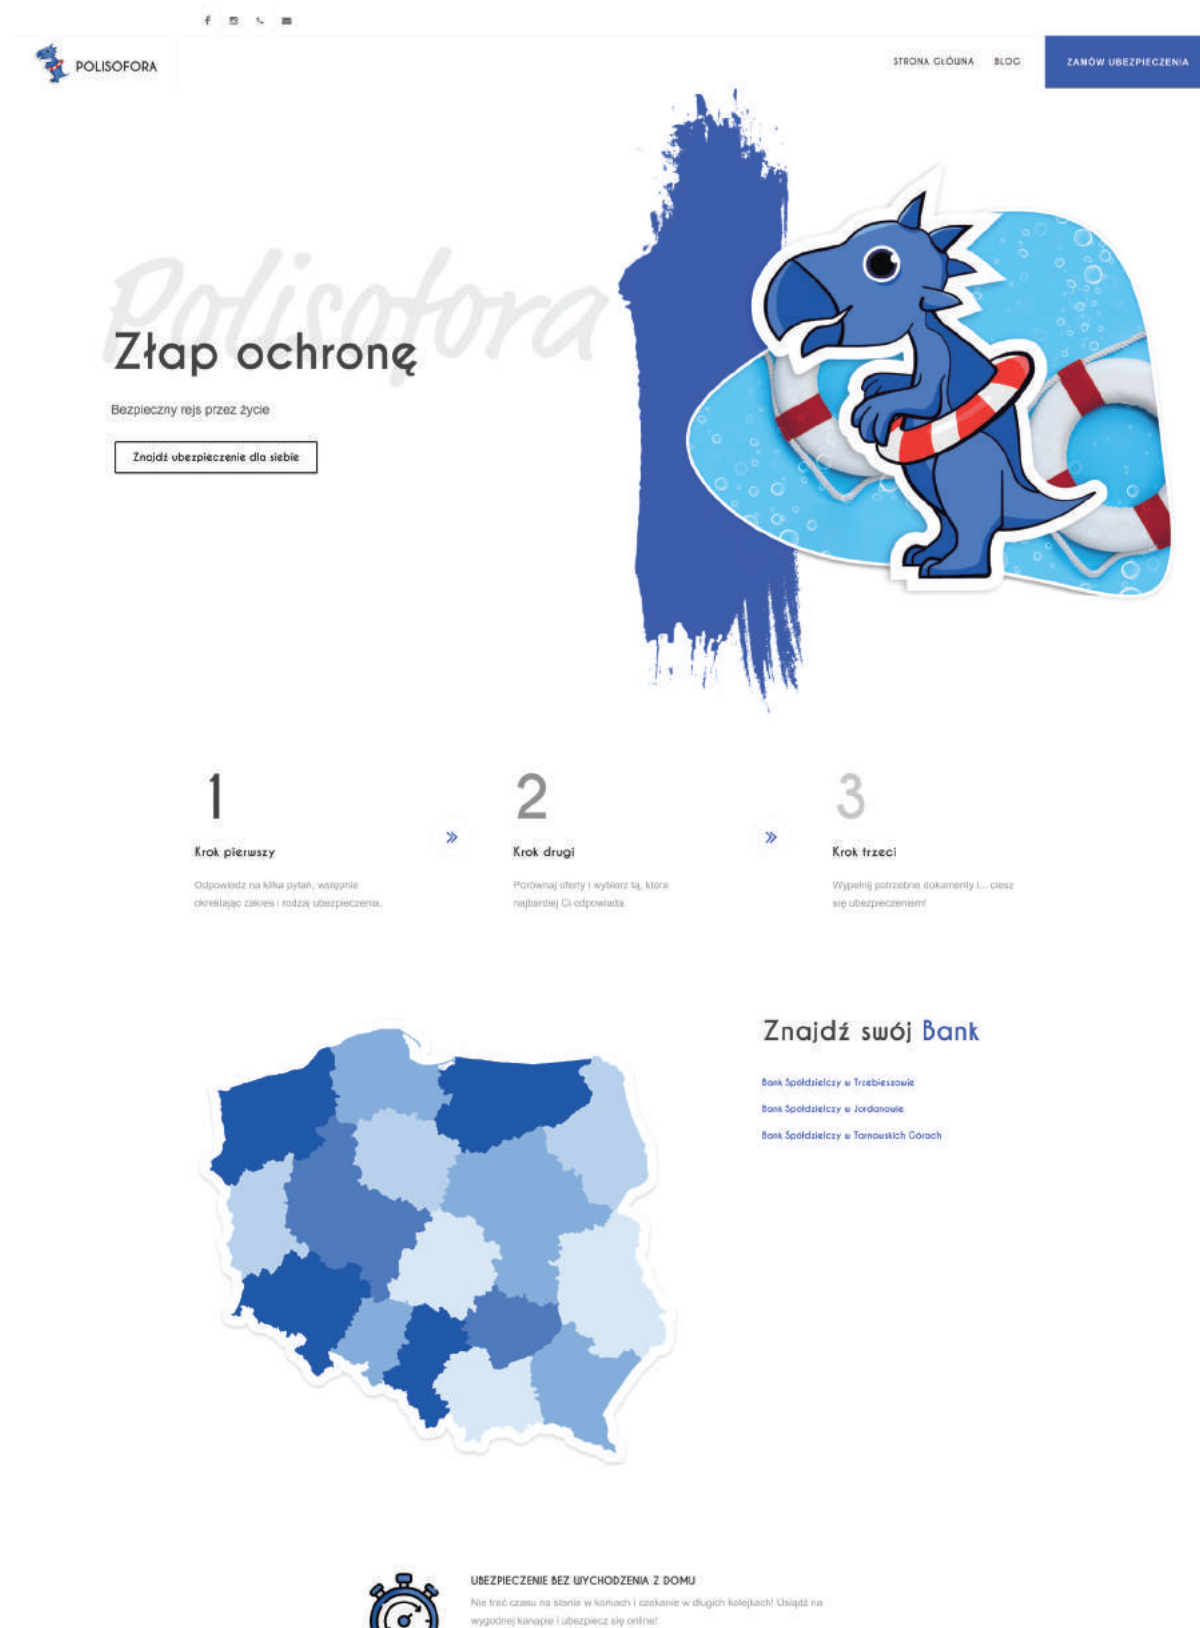 POLISOFORA
STRONA GŁÓWNA
BLOG
ZAMÓW UBEZPIECZENIA
Polisofora
Złap ochronę
Bezpieczny rejs przez życie
Znajdź ubezpieczenie dla siebie
1
2
3
Krok pierwszy
Odpowiedz na kilka pytań, wstępnie
określając zakres i rodzaj ubezpieczenia.
Krok drugi
Porównaj oferty i wybierz tą, która
najbardziej Ci odpowiada.
Krok trzeci
Wypełnij potrzebne dokumenty i... ciesz
się ubezpieczeniem!
Znajdź swój Bank
Bank Spółdzielczy w Trzebieszowie
Bank Spółdzielczy w Jordanowie
Bank Spółdzielczy w Tarnowskich Górach
UBEZPIECZENIE BEZ WYCHODZENIA Z DOMU
Nie trać czasu na stanie w korkach i czekanie w długich kolejkach! Usiądź na
wygodnej kanapie i ubezpiecz się online!